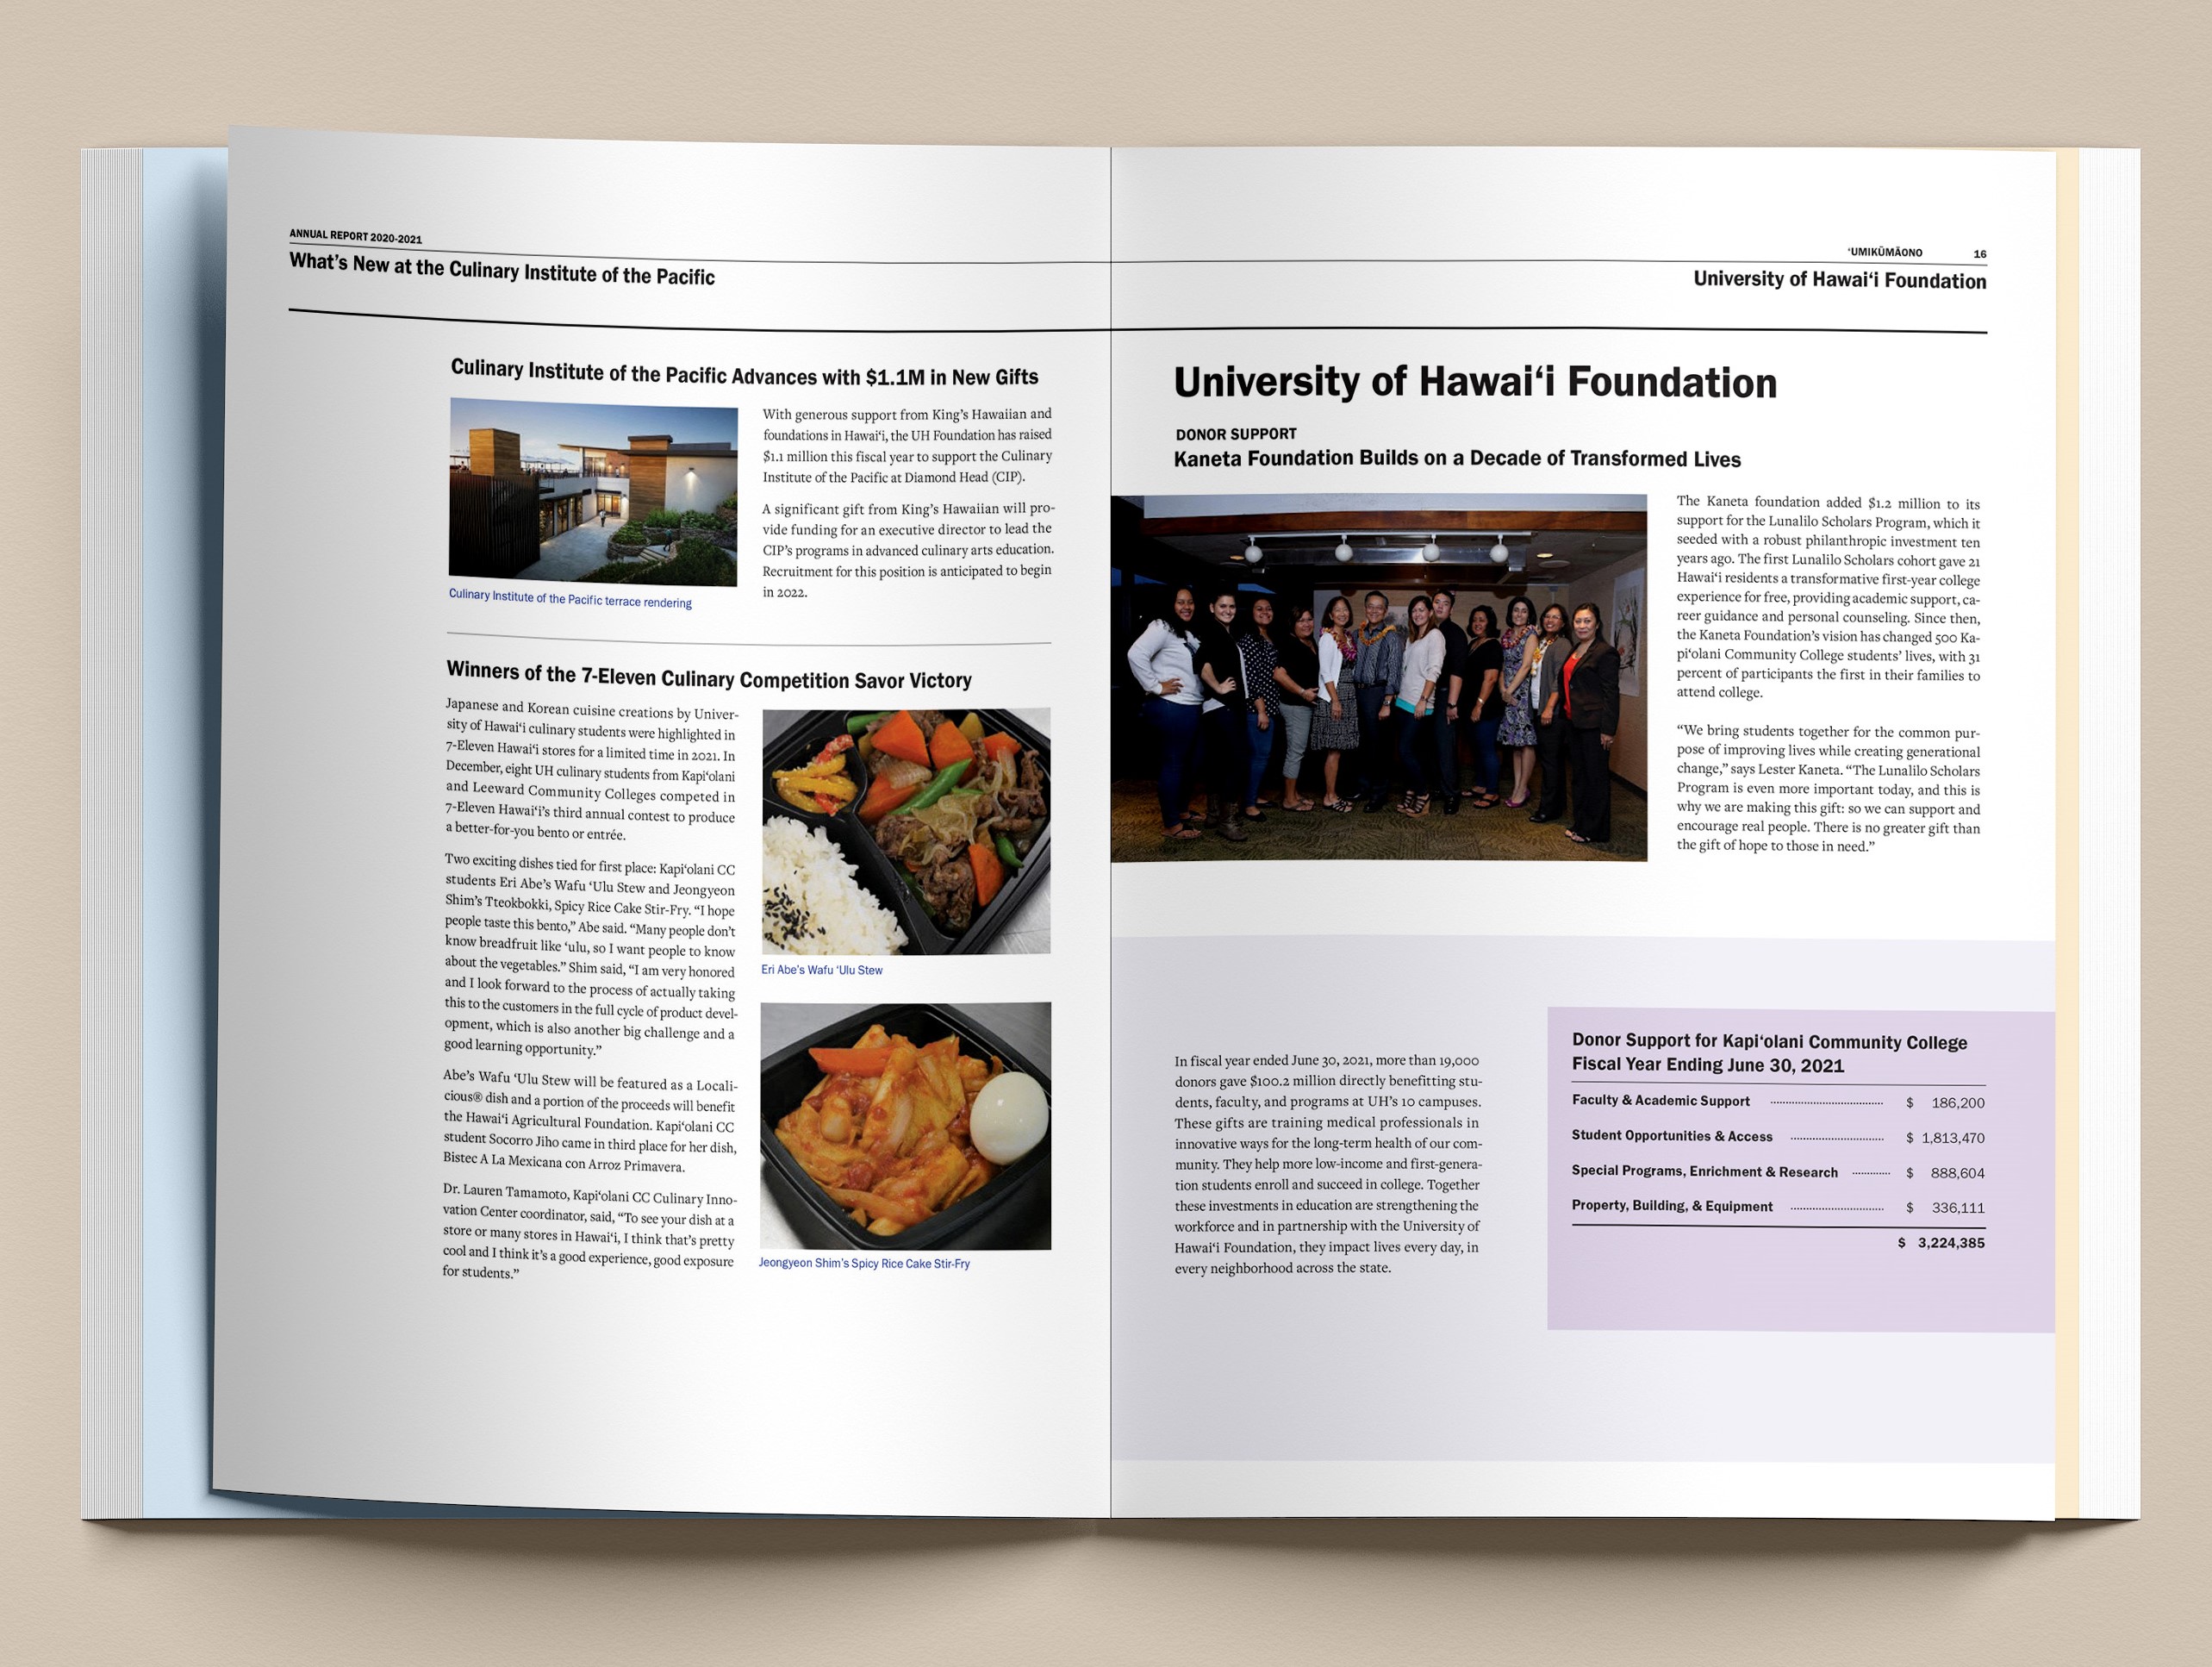 ANNUAL REPORT 2020-2021
What’s New at the Culinary Institute of the Pacific
Culinary Institute of the Pacific Advances with $1.1M in New Gifts
Culinary Institute of the Pacific terrace rendering
With generous support from King’s Hawaiian and
foundations in Hawai‘i, the UH Foundation has raised
$1.1 million this fiscal year to support the Culinary
Institute of the Pacific at Diamond Head (CIP).
A significant gift from King’s Hawaiian will pro-
vide funding for an executive director to lead the
CIP’s programs in advanced culinary arts education.
Recruitment for this position is anticipated to begin
in 2022.
Winners of the 7-Eleven Culinary Competition Savor Victory
Japanese and Korean cuisine creations by Univer-
sity of Hawai‘i culinary students were highlighted in
7-Eleven Hawai‘i stores for a limited time in 2021. In
December, eight UH culinary students from Kapi‘olani
and Leeward Community Colleges competed in
7-Eleven Hawai‘i’s third annual contest to produce
a better-for-you bento or entrée.
Two exciting dishes tied for first place: Kapi‘olani CC
students Eri Abe’s Wafu ‘Ulu Stew and Jeongyeon
Shim’s Tteokbokki, Spicy Rice Cake Stir-Fry. “I hope
people taste this bento,” Abe said. “Many people don’t
know breadfruit like ‘ulu, so I want people to know
about the vegetables.” Shim said, “I am very honored
and I look forward to the process of actually taking
this to the customers in the full cycle of product devel-
opment, which is also another big challenge and a
good learning opportunity.”
Abe’s Wafu ‘Ulu Stew will be featured as a Locali-
cious® dish and a portion of the proceeds will benefit
the Hawai‘i Agricultural Foundation. Kapi‘olani CC
student Socorro Jiho came in third place for her dish,
Bistec A La Mexicana con Arroz Primavera.
Dr. Lauren Tamamoto, Kapi‘olani CC Culinary Inno-
vation Center coordinator, said, “To see your dish at a
store or many stores in Hawai‘i, I think that’s pretty
cool and I think it’s a good experience, good exposure
for students.”
Eri Abe’s Wafu ‘Ulu Stew
Jeongyeon Shim’s Spicy Rice Cake Stir-Fry
‘UMIKŪMĀONO 16
University of Hawai‘i Foundation
University of Hawai‘i Foundation
DONOR SUPPORT
Kaneta Foundation Builds on a Decade of Transformed Lives
The Kaneta foundation added $1.2 million to its
support for the Lunalilo Scholars Program, which it
seeded with a robust philanthropic investment ten
years ago. The first Lunalilo Scholars cohort gave 21
Hawai‘i residents a transformative first-year college
experience for free, providing academic support, ca-
reer guidance and personal counseling. Since then,
the Kaneta Foundation’s vision has changed 500 Ka-
pi‘olani Community College students’ lives, with 31
percent of participants the first in their families to
attend college.
“We bring students together for the common pur-
pose of improving lives while creating generational
change,” says Lester Kaneta. “The Lunalilo Scholars
Program is even more important today, and this is
why we are making this gift: so we can support and
encourage real people. There is no greater gift than
the gift of hope to those in need.”
In fiscal year ended June 30, 2021, more than 19,000
donors gave $100.2 million directly benefitting stu-
dents, faculty, and programs at UH’s 10 campuses.
These gifts are training medical professionals in
innovative ways for the long-term health of our com-
munity. They help more low-income and first-genera-
tion students enroll and succeed in college. Together
these investments in education are strengthening the
workforce and in partnership with the University of
Hawai‘i Foundation, they impact lives every day, in
every neighborhood across the state.
Donor Support for Kapi‘olani Community College
Fiscal Year Ending June 30, 2021
Faculty & Academic Support $ 186,200
Student Opportunities & Access $ 1,813,470
Special Programs, Enrichment & Research $ 888,604
Property, Building, & Equipment $ 336,111
$ 3,224,385